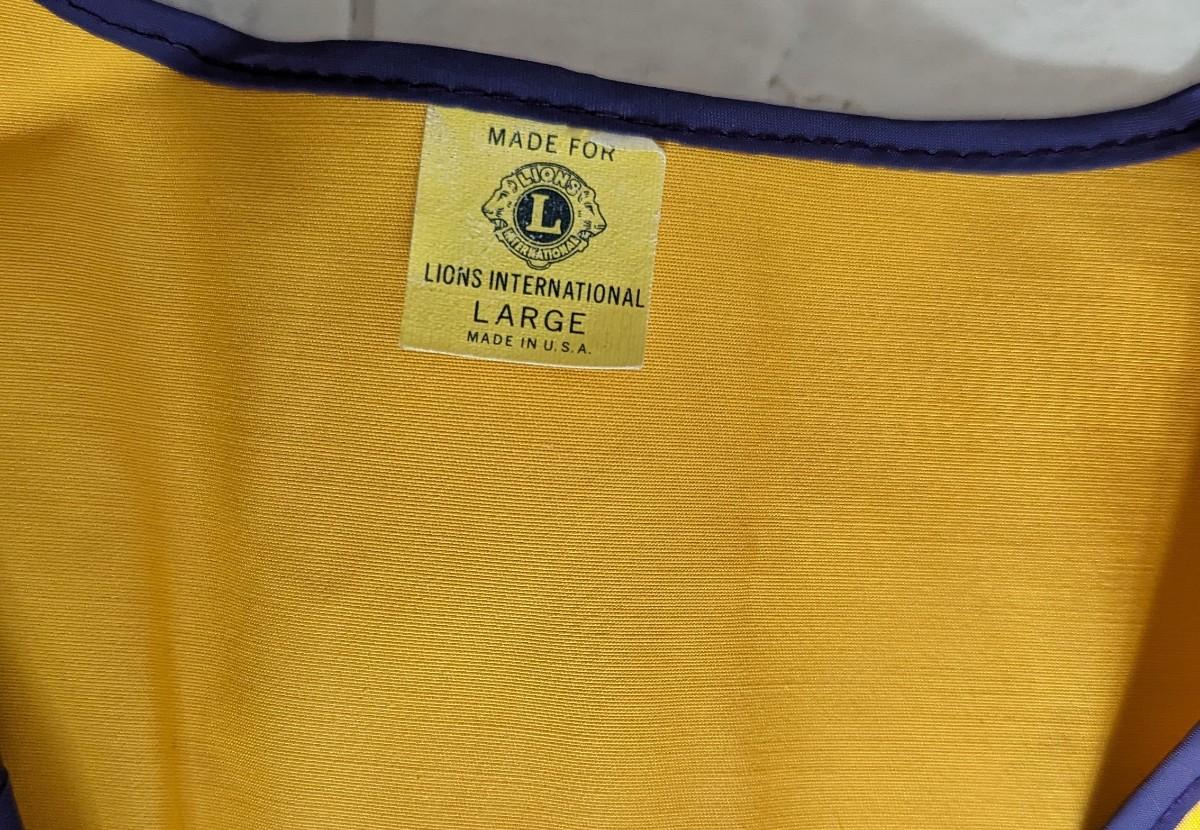 MADE FOR
LIONS
L
INTERNATIONAL
LIONS INTERNATIONAL
LARGE
MADE IN U.S.A.